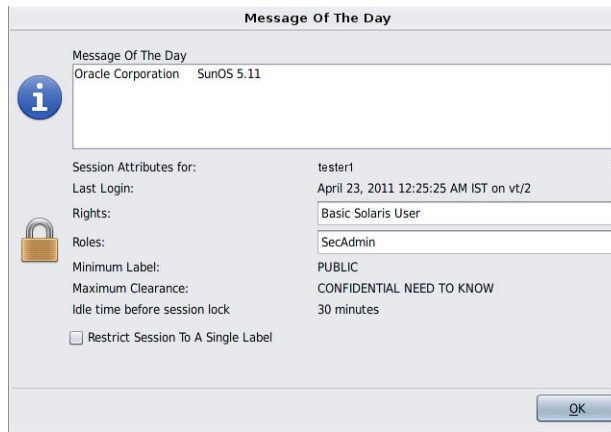 Message Of The Day
Message Of The Day
Oracle Corporation SunOS 5.11
Session Attributes for: tester1
Last Login: April 23, 2011 12:25:25 AM IST on vt/2
Rights: Basic Solaris User
Roles: SecAdmin
Minimum Label: PUBLIC
Maximum Clearance: CONFIDENTIAL NEED TO KNOW
Idle time before session lock 30 minutes
Restrict Session To A Single Label
OK